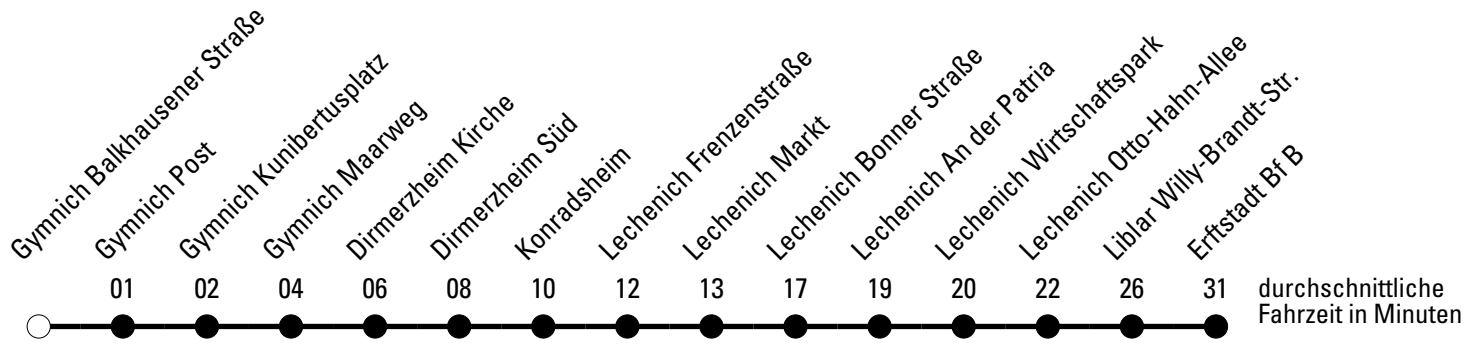 Gymnich Balkhausener Straße
Gymnich Post
Gymnich Kunibertusplatz
Gymnich Maarweg
Dirmerzheim Kirche
Dirmerzheim Süd
Konradsheim
Lechenich Frenzenstraße
Lechenich Markt
Lechenich Bonner Straße
Lechenich An der Patria
Lechenich Wirtschaftspark
Lechenich Otto-Hahn-Allee
Liblar Willy-Brandt-Str.
Erftstadt Bf B
01 02 04 06 08 10 12 13 17 19 20 22 26 31
durchschnittliche
Fahrzeit in Minuten